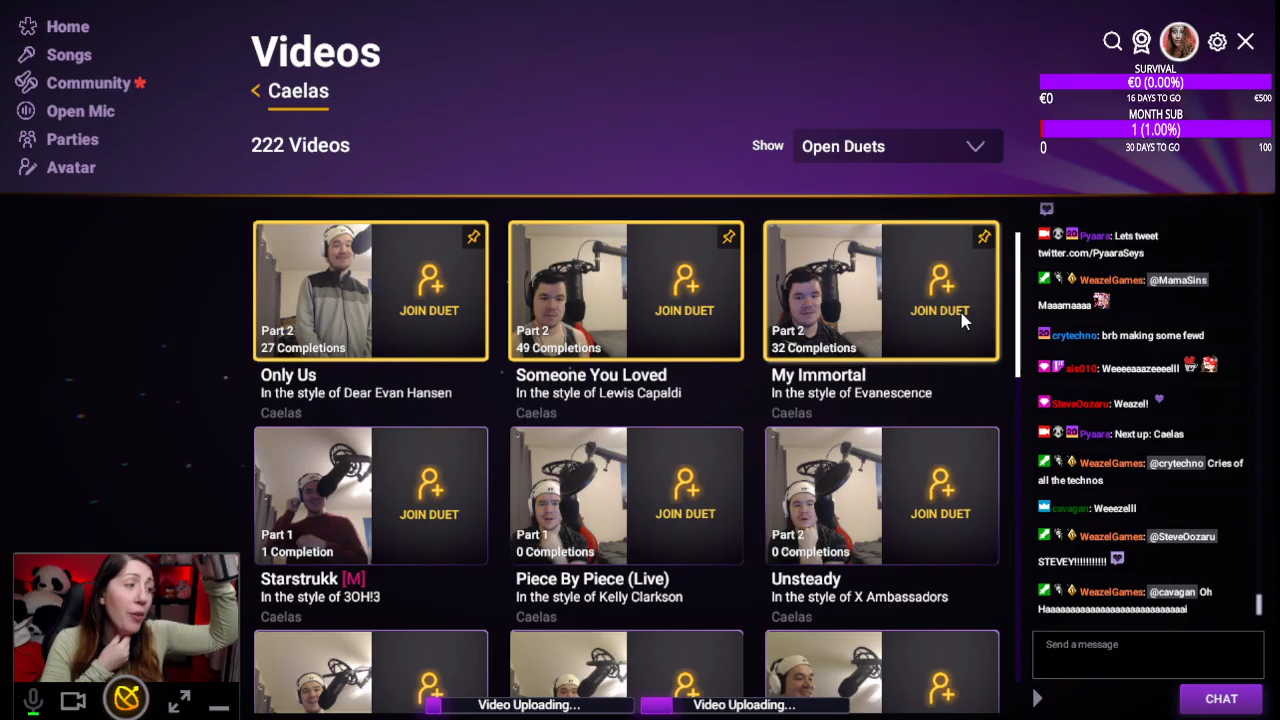 Home
Songs
Community *
Open Mic
Parties
Avatar
Videos
< Caelas
222 Videos
Show
Open Duets
SURVIVAL
€0 (0.00%)
€0 16 DAYS TO GO €500
MONTH SUB
1 (1.00%)
0 30 DAYS TO GO 100
JOIN DUET
Part 2
27 Completions
Only Us
In the style of Dear Evan Hansen
Caelas
JOIN DUET
Part 2
49 Completions
Someone You Loved
In the style of Lewis Capaldi
Caelas
JOIN DUET
Part 2
32 Completions
My Immortal
In the style of Evanescence
Caelas
JOIN DUET
Part 1
1 Completion
Starstrukk [M]
In the style of 3OH!3
Caelas
JOIN DUET
Part 1
0 Completions
Piece By Piece (Live)
In the style of Kelly Clarkson
Caelas
JOIN DUET
Part 2
0 Completions
Unsteady
In the style of X Ambassadors
Caelas
Video Uploading...
Video Uploading...
20 Pyaara: Lets tweet
twitter.com/PyaaraSeys
WeazelGames: @MamaSins
Maaamaaaa
20 crytechno: brb making some fewd
1st sis010: Weeeeaaazeeeelll
SteveOozaru: Weazel!
20 Pyaara: Next up: Caelas
WeazelGames: @crytechno Cries of
all the technos
cavagan: Weeezelll
WeazelGames: @SteveOozaru
STEVEY!!!!!!!!!!!
WeazelGames: @cavagan Oh
Haaaaaaaaaaaaaaaaaaaaaaaaaai
Send a message
CHAT